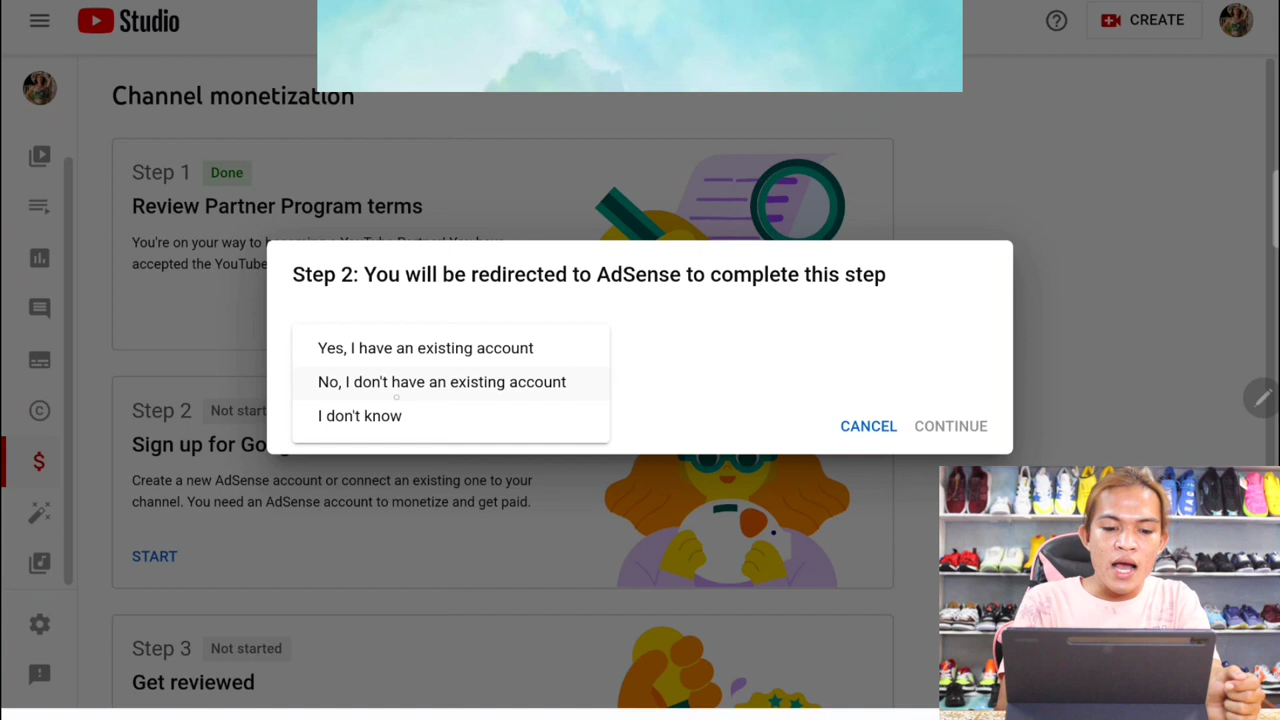 Studio
CREATE
Channel monetization
Step 1 Done
Review Partner Program terms
You're on your way to
accepted the YouTube
Step 2: You will be redirected to AdSense to complete this step
Yes, I have an existing account
No, I don't have an existing account
I don't know
CANCEL CONTINUE
Step 2 Not start
Sign up for Go
Create a new AdSense account or connect an existing one to your
channel. You need an AdSense account to monetize and get paid.
START
Step 3 Not started
Get reviewed